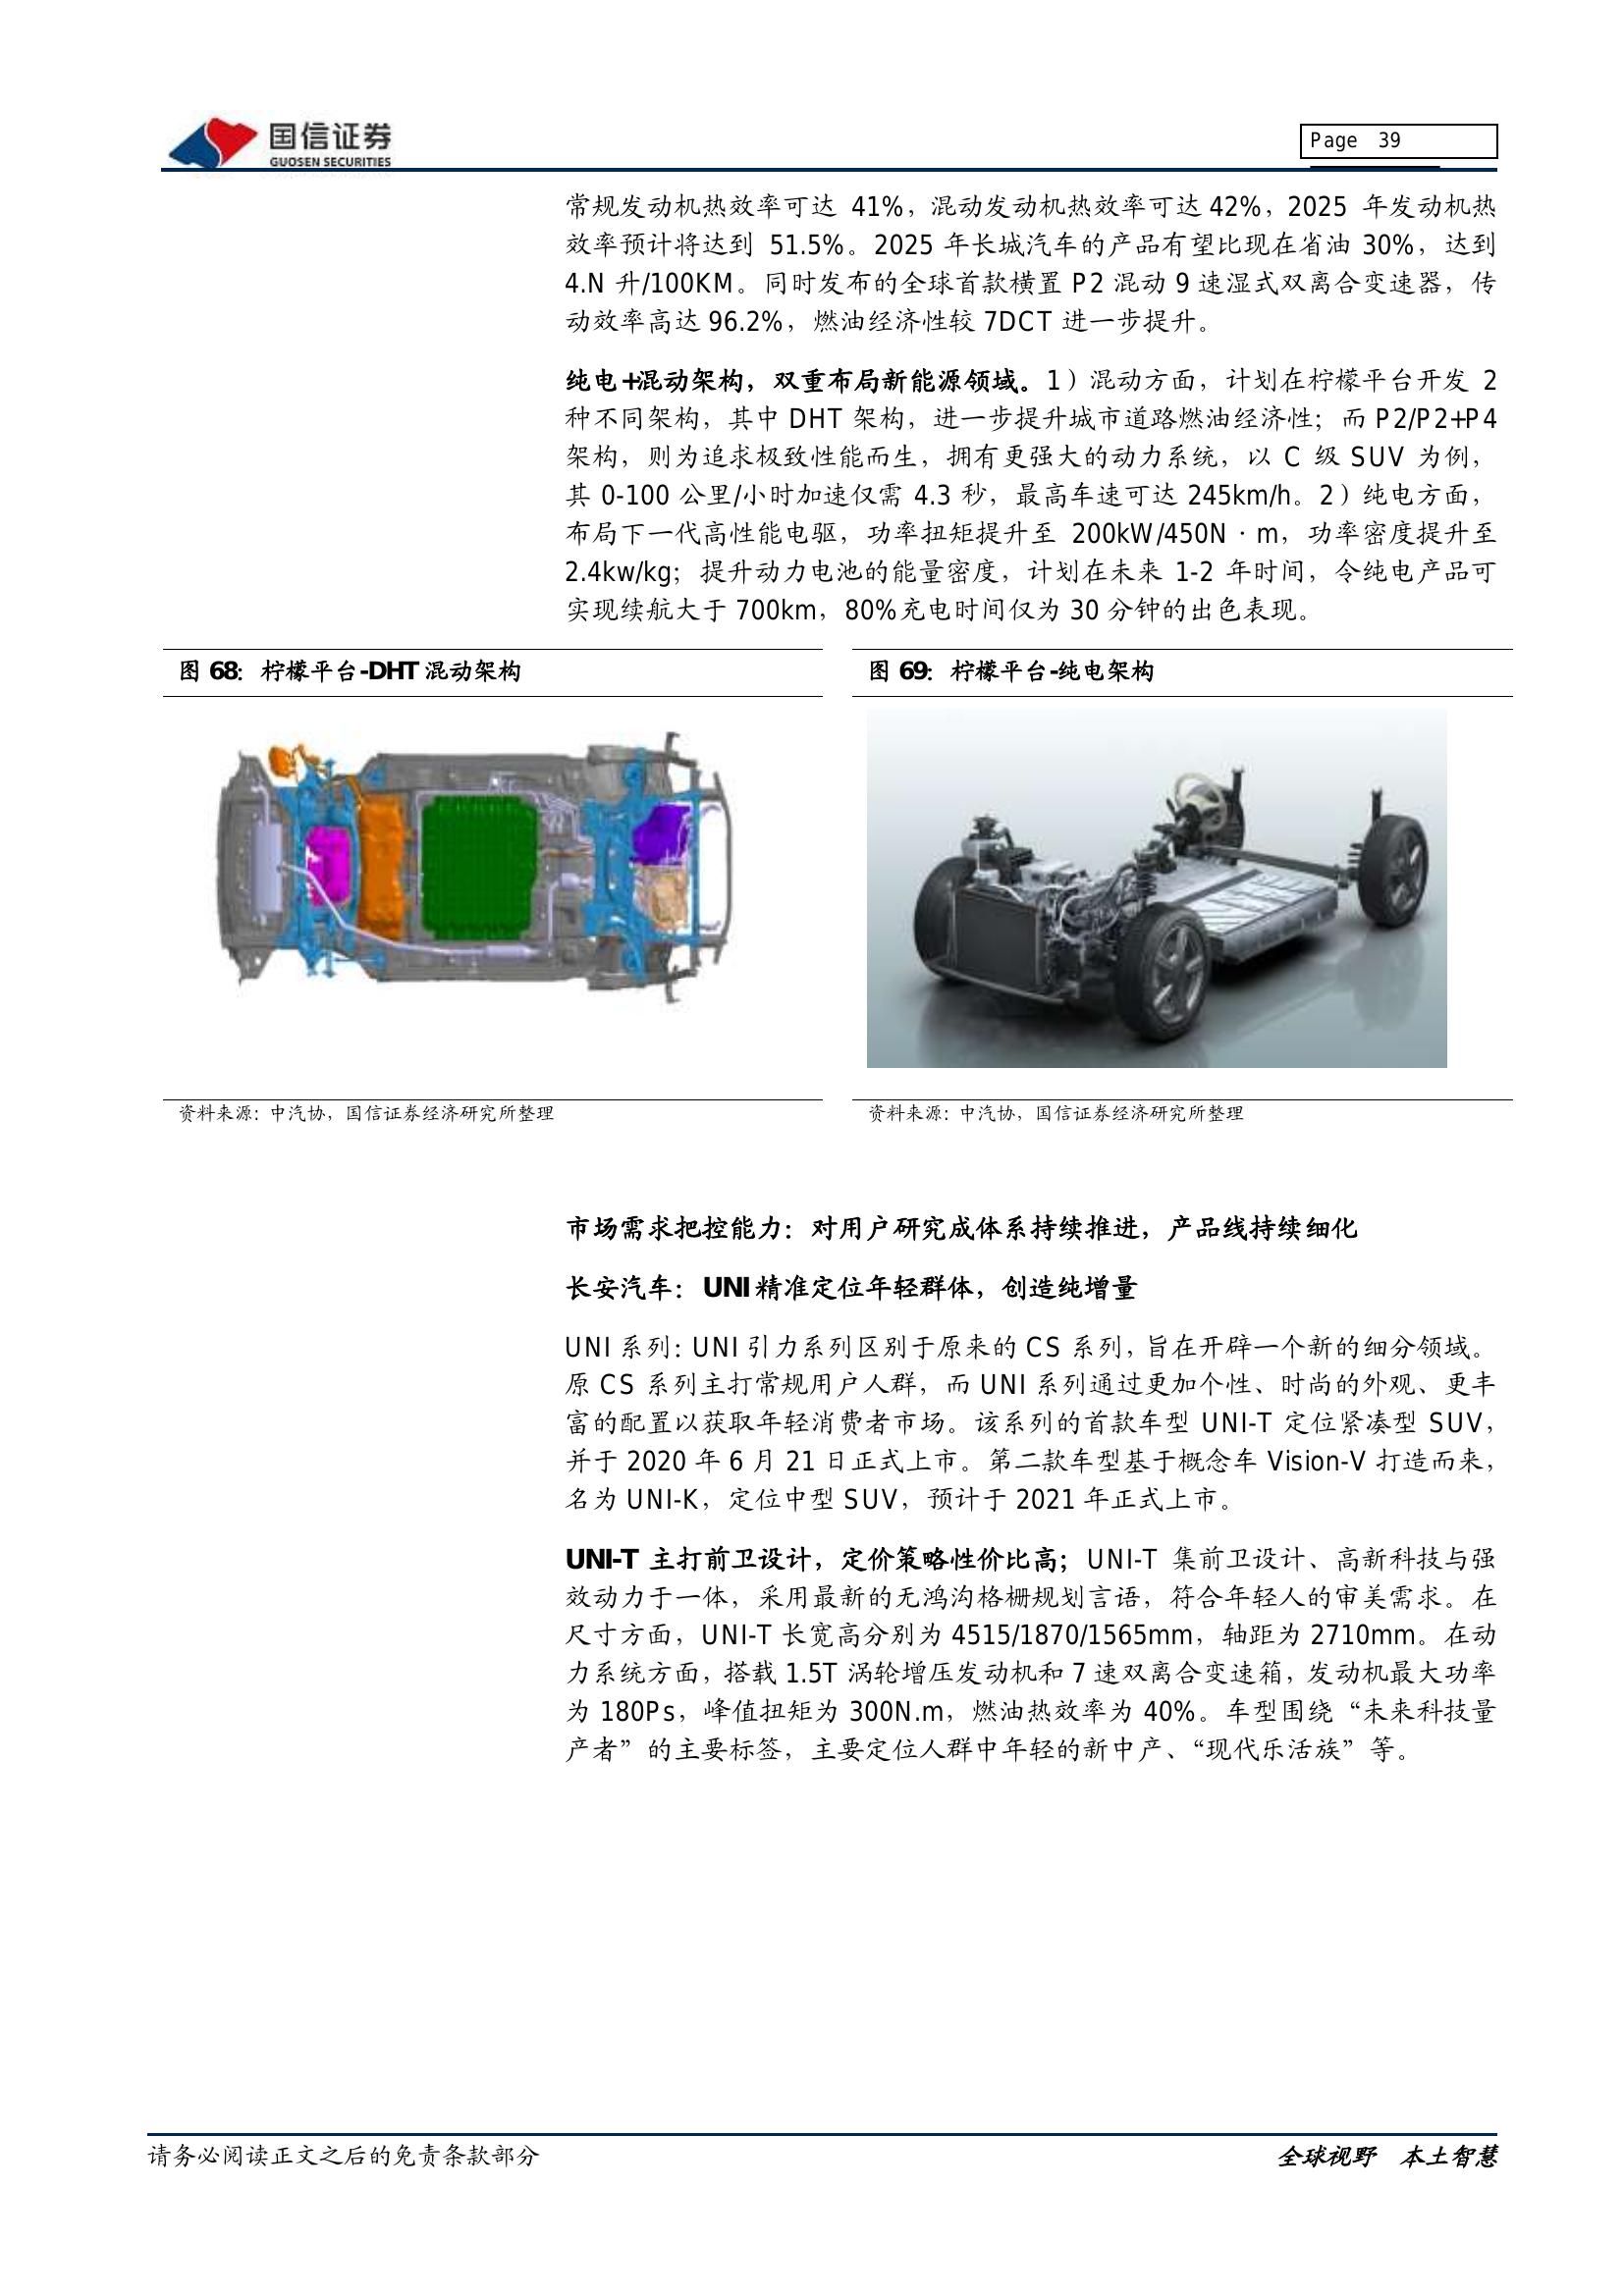 国信证券
GUOSEN SECURITIES
Page 39
常规发动机热效率可达 41%，混动发动机热效率可达 42%，2025 年发动机热
效率预计将达到 51.5%。2025 年长城汽车的产品有望比现在省油 30%，达到
4.N 升/100KM。同时发布的全球首款横置 P2 混动 9 速湿式双离合变速器，传
动效率高达 96.2%，燃油经济性较 7DCT 进一步提升。
纯电+混动架构，双重布局新能源领域。1）混动方面，计划在柠檬平台开发 2
种不同架构，其中 DHT 架构，进一步提升城市道路燃油经济性；而 P2/P2+P4
架构，则为追求极致性能而生，拥有更强大的动力系统，以 C 级 SUV 为例，
其 0-100 公里/小时加速仅需 4.3 秒，最高车速可达 245km/h。2）纯电方面，
布局下一代高性能电驱，功率扭矩提升至 200kW/450N·m，功率密度提升至
2.4kw/kg；提升动力电池的能量密度，计划在未来 1-2 年时间，令纯电产品可
实现续航大于 700km，80%充电时间仅为 30 分钟的出色表现。
图 68：柠檬平台-DHT 混动架构
图 69：柠檬平台-纯电架构
资料来源：中汽协，国信证券经济研究所整理
资料来源：中汽协，国信证券经济研究所整理
市场需求把控能力：对用户研究成体系持续推进，产品线持续细化
长安汽车：UNI 精准定位年轻群体，创造纯增量
UNI 系列：UNI 引力系列区别于原来的 CS 系列，旨在开辟一个新的细分领域。
原 CS 系列主打常规用户人群，而 UNI 系列通过更加个性、时尚的外观、更丰
富的配置以获取年轻消费者市场。该系列的首款车型 UNI-T 定位紧凑型 SUV，
并于 2020 年 6 月 21 日正式上市。第二款车型基于概念车 Vision-V 打造而来，
名为 UNI-K，定位中型 SUV，预计于 2021 年正式上市。
UNI-T 主打前卫设计，定价策略性价比高；UNI-T 集前卫设计、高新科技与强
效动力于一体，采用最新的无鸿沟格栅规划言语，符合年轻人的审美需求。在
尺寸方面，UNI-T 长宽高分别为 4515/1870/1565mm，轴距为 2710mm。在动
力系统方面，搭载 1.5T 涡轮增压发动机和 7 速双离合变速箱，发动机最大功率
为 180Ps，峰值扭矩为 300N.m，燃油热效率为 40%。车型围绕“未来科技量
产者”的主要标签，主要定位人群中年轻的新中产、“现代乐活族”等。
请务必阅读正文之后的免责条款部分
全球视野 本土智慧